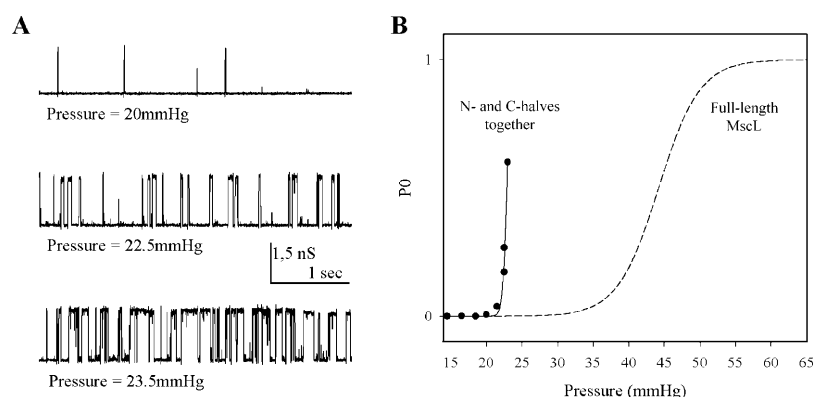 A
Pressure = 20mmHg
Pressure = 22.5mmHg
1,5 nS
1 sec
Pressure = 23.5mmHg
B
1
0
P0
N- and C-halves
together
Full-length
MscL
15 20 25 30 35 40 45 50 55 60 65
Pressure (mmHg)